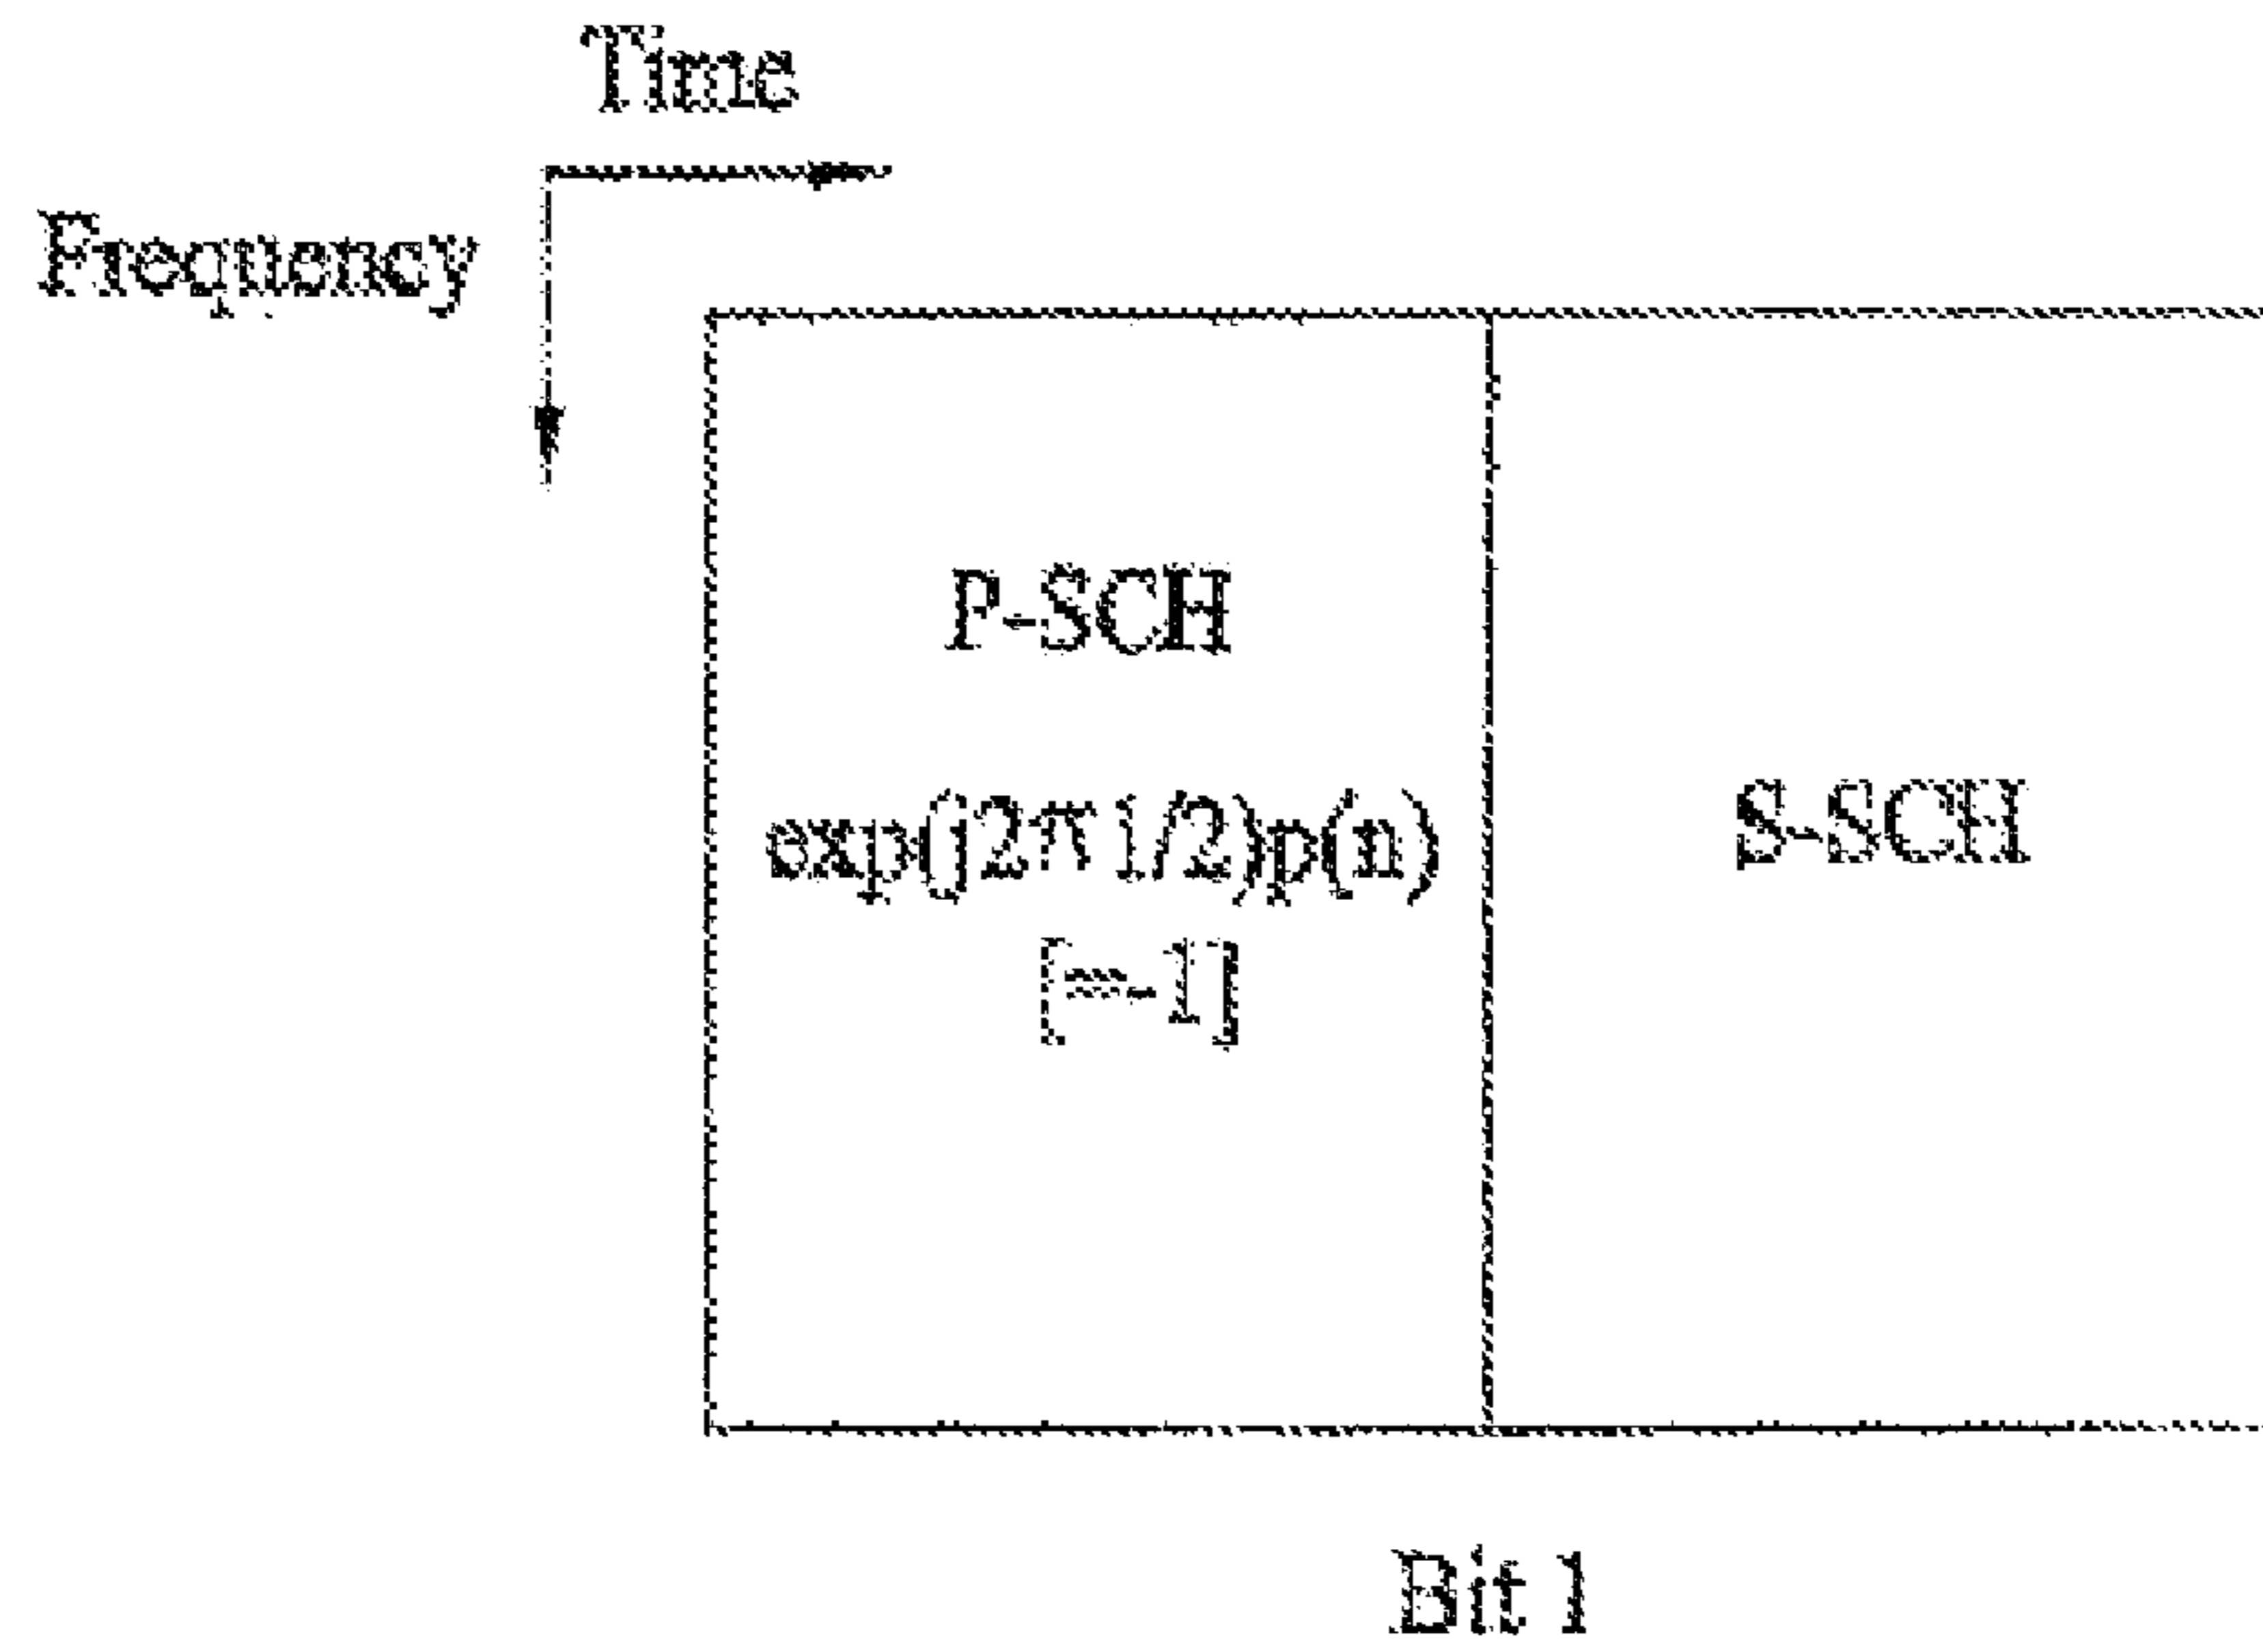 Time
Frequency
P-SCH
exp(j2π1/2)p(n)
[=-1]
S-SCH
Bit 1